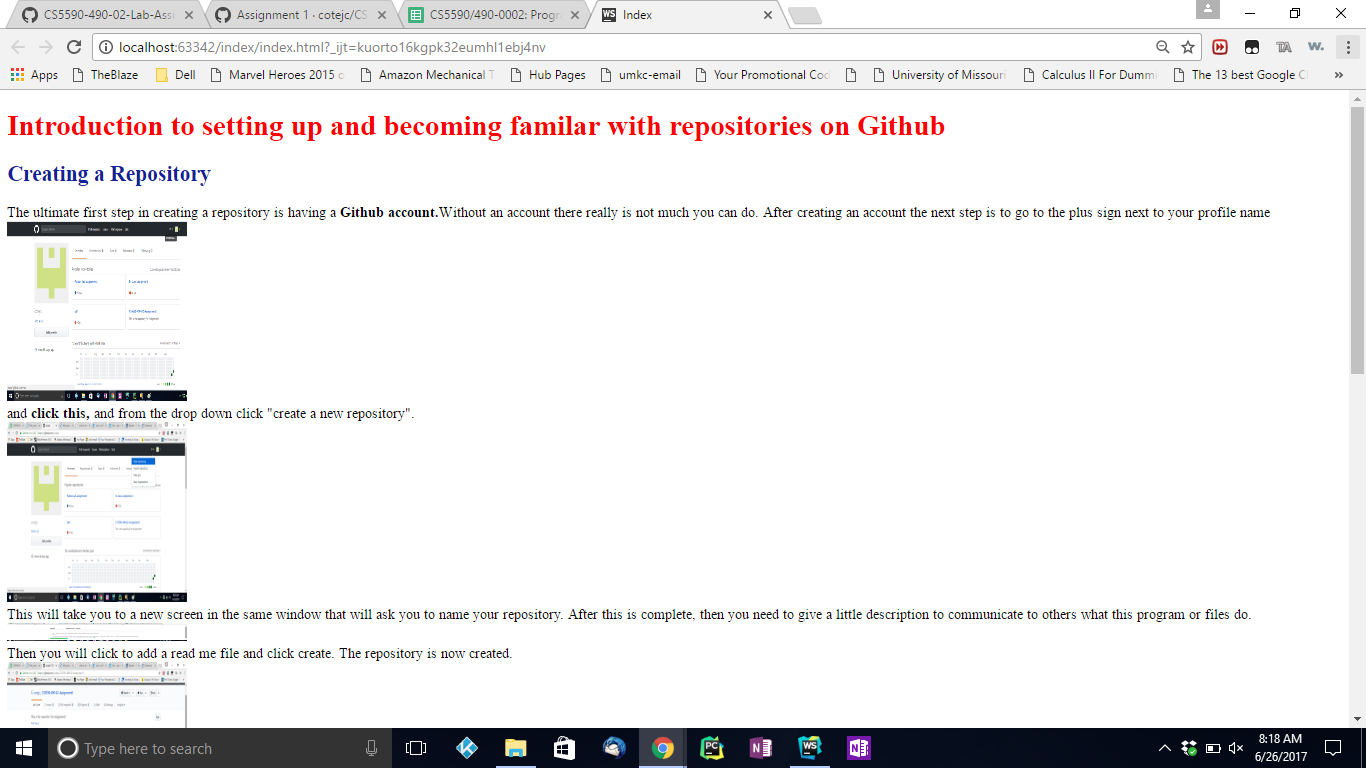 CS5590-490-02-Lab-Assi
Assignment 1 · cotejc/CS
CS5590/490-0002: Progra
Index
localhost:63342/index/index.html?_ijt=kuorto16kgpk32eumhl1ebj4nv
Apps TheBlaze Dell Marvel Heroes 2015 c Amazon Mechanical T Hub Pages umkc-email Your Promotional Cod University of Missouri Calculus II For Dummi The 13 best Google C »
Introduction to setting up and becoming familar with repositories on Github
Creating a Repository
The ultimate first step in creating a repository is having a Github account.Without an account there really is not much you can do. After creating an account the next step is to go to the plus sign next to your profile name
and click this, and from the drop down click "create a new repository".
This will take you to a new screen in the same window that will ask you to name your repository. After this is complete, then you need to give a little description to communicate to others what this program or files do.
Then you will click to add a read me file and click create. The repository is now created.
Type here to search
8:18 AM
6/26/2017